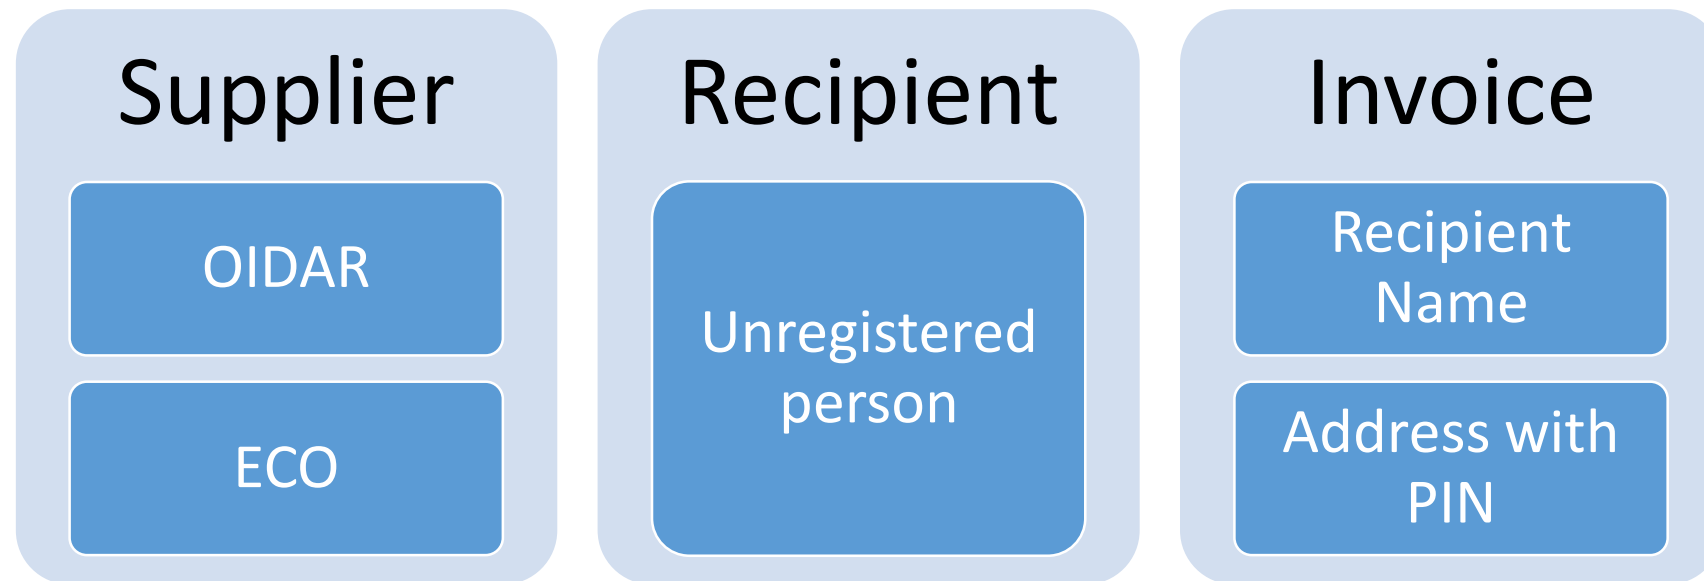 Supplier
OIDAR
ECO
Recipient
Unregistered
person
Invoice
Recipient
Name
Address with
PIN